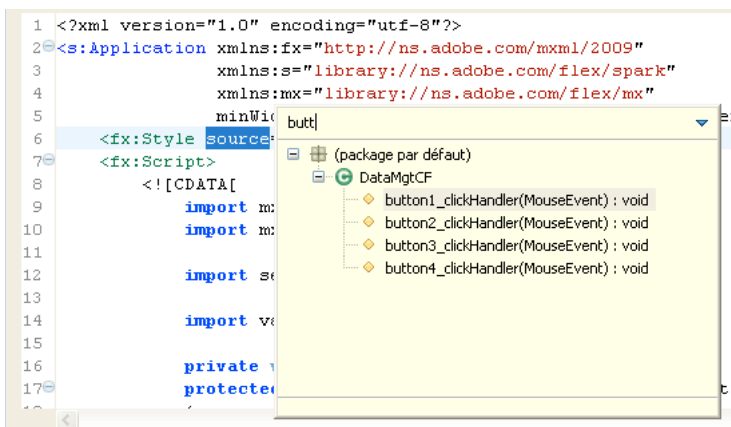 1 <?xml version="1.0" encoding="utf-8"?>
2 <s:Application xmlns:fx="http://ns.adobe.com/mxml/2009"
3 xmlns:s="library://ns.adobe.com/flex/spark"
4 xmlns:mx="library://ns.adobe.com/flex/mx"
5
6 <fx:Style source=
7 <fx:Script>
8 <![CDATA[
9 import
10 import
11
12 import
13
14 import
15
16 private
17
butt
(package par défaut)
DataMgtCF
button1_clickHandler(MouseEvent) : void
button2_clickHandler(MouseEvent) : void
button3_clickHandler(MouseEvent) : void
button4_clickHandler(MouseEvent) : void